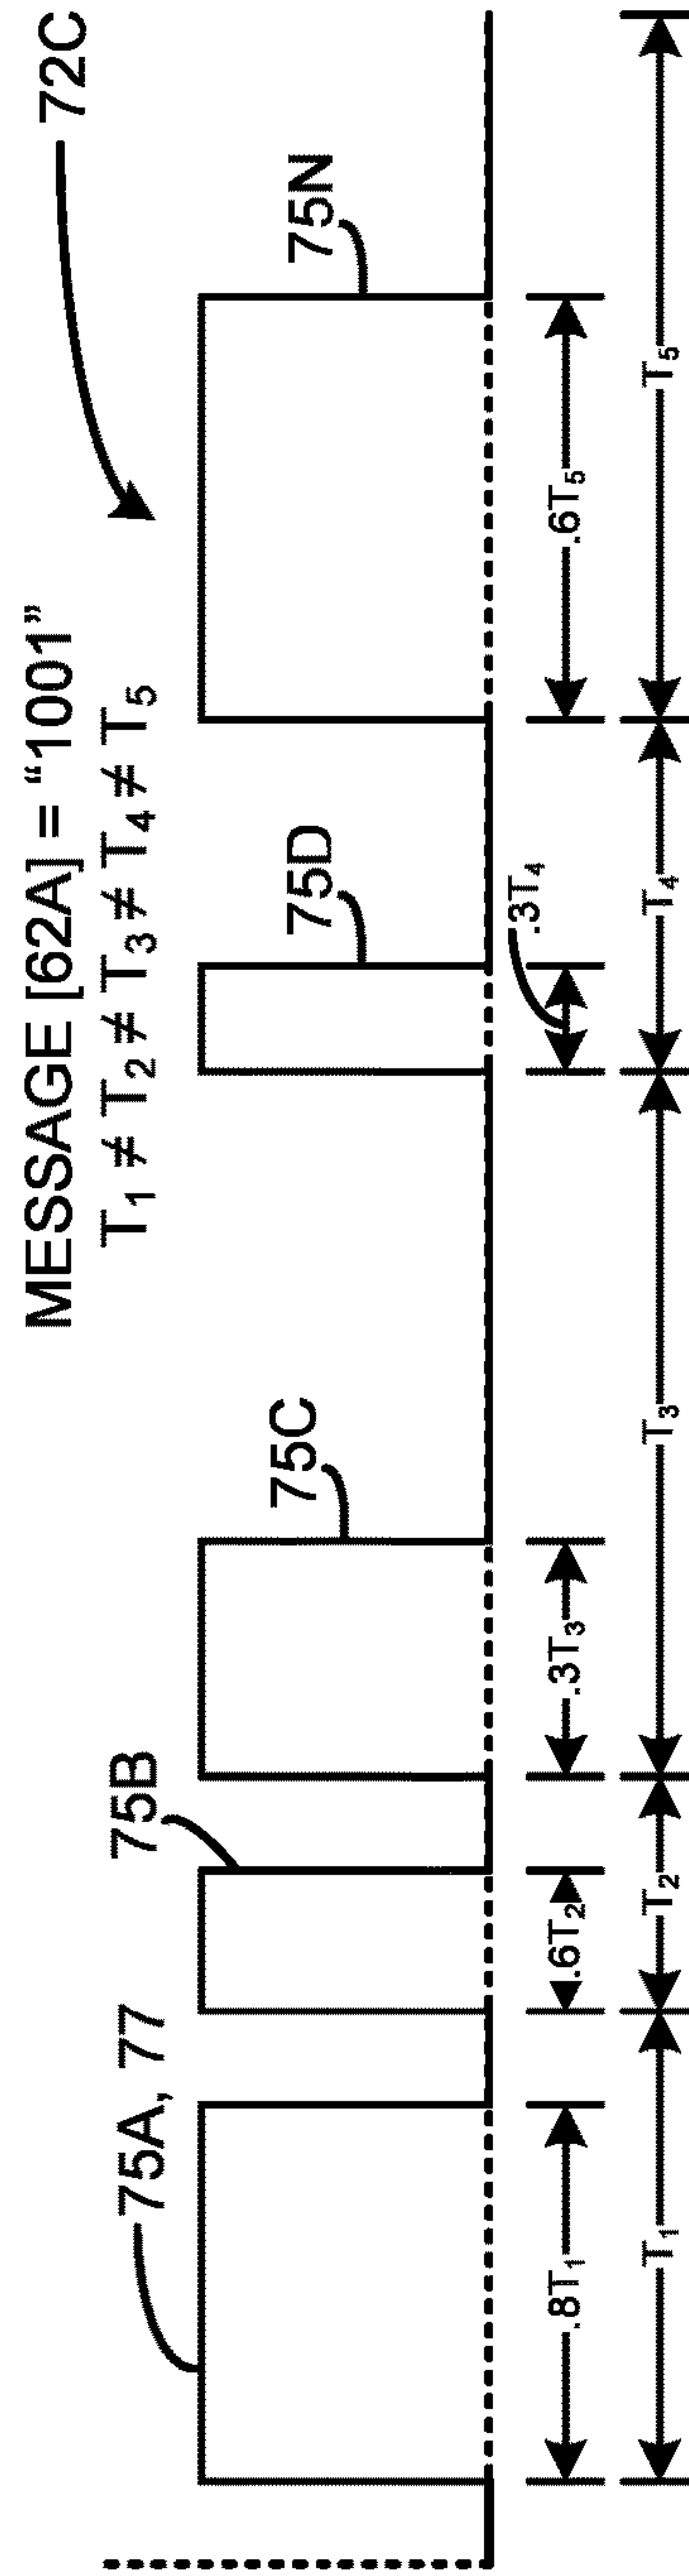 MESSAGE [62A] = “1001”
T₁ ≠ T₂ ≠ T₃ ≠ T₄ ≠ T₅
72C
75A, 77
75B
75C
75D
75N
.8T₁
.6T₂
.3T₃
.3T₄
.6T₅
T₁
T₂
T₃
T₄
T₅